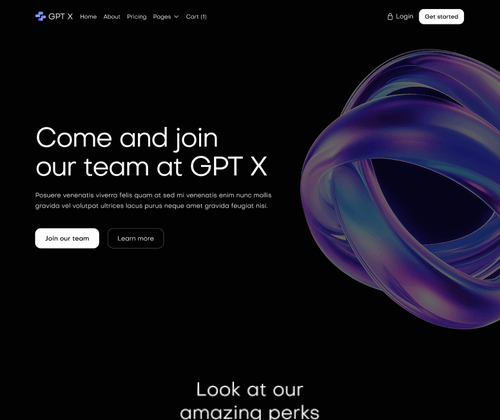 GPT X Home About Pricing Pages Cart (1) Login Get started
Come and join
our team at GPT X
Posuere venenatis viverra felis quam at sed mi venenatis enim nunc mollis
gravida vel volutpat ultrices lacus purus neque amet gravida feugiat nisi.
Join our team Learn more
Look at our
amazing perks